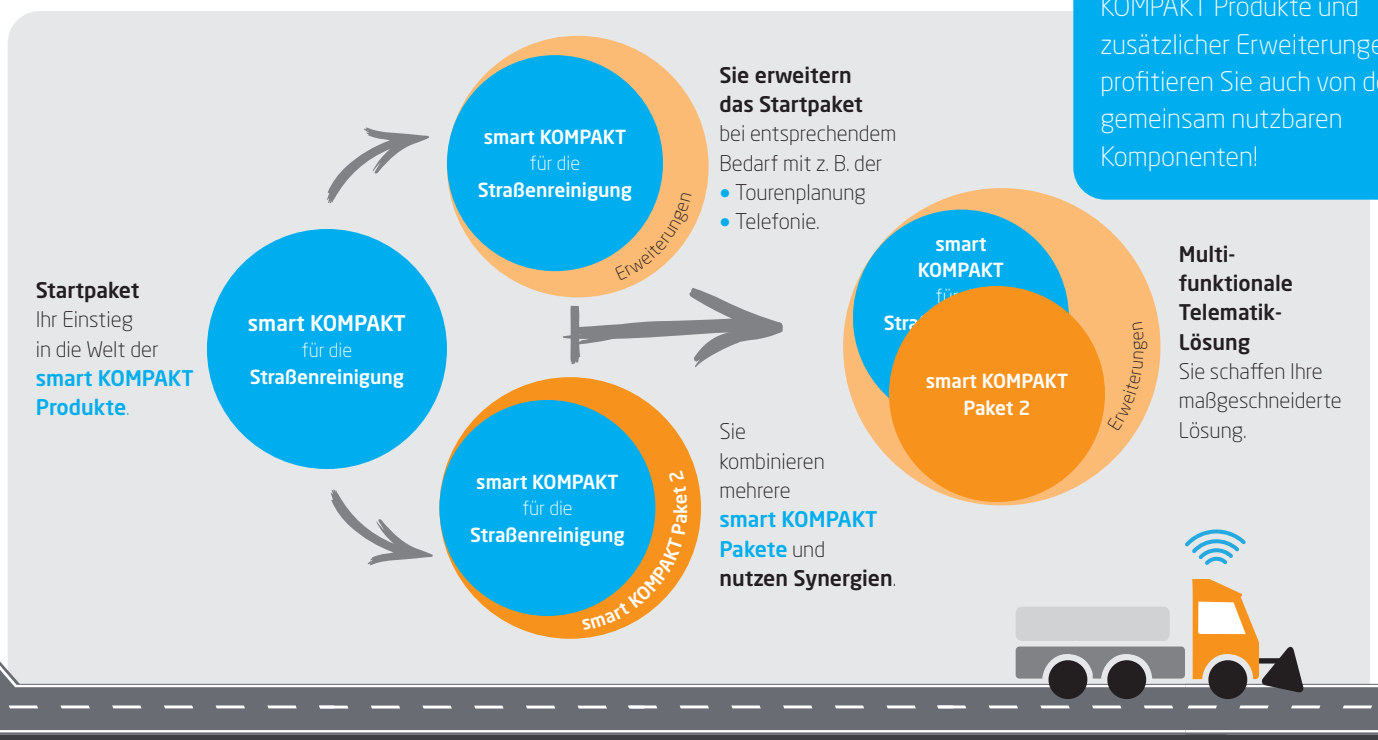 KOMPAKT Produkte und
zusätzlicher
profitieren Sie auch von
gemeinsam nutzbaren
Komponenten!
Startpaket
Ihr Einstieg
in die Welt der
smart KOMPAKT
Produkte.
smart KOMPAKT
für die
Straßenreinigung
smart KOMPAKT
für die
Straßenreinigung
Erweiterungen
Sie erweitern
das Startpaket
bei entsprechendem
Bedarf mit z. B. der
• Tourenplanung
• Telefonie.
smart KOMPAKT
für die
Straßenreinigung
smart KOMPAKT Paket 2
Sie
kombinieren
mehrere
smart KOMPAKT
Pakete und
nutzen Synergien.
smart
KOMPAKT
smart KOMPAKT
Paket 2
Erweiterungen
Multi-
funktionale
Telematik-
Lösung
Sie schaffen Ihre
maßgeschneiderte
Lösung.